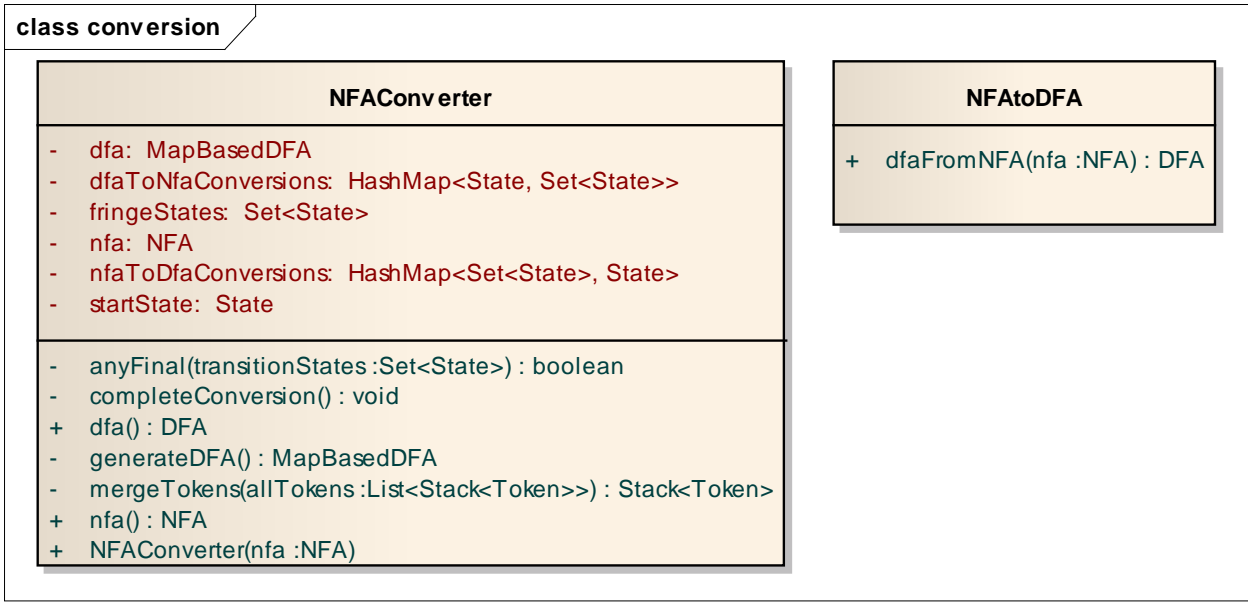 class conversion
NFAConverter
- dfa: MapBasedDFA
- dfaToNfaConversions: HashMap<State, Set<State>>
- fringeStates: Set<State>
- nfa: NFA
- nfaToDfaConversions: HashMap<Set<State>, State>
- startState: State
- anyFinal(transitionStates :Set<State>) : boolean
- completeConversion() : void
+ dfa() : DFA
- generateDFA() : MapBasedDFA
- mergeTokens(allTokens :List<Stack<Token>>) : Stack<Token>
+ nfa() : NFA
+ NFAConverter(nfa :NFA)
NFAtoDFA
+ dfaFromNFA(nfa :NFA) : DFA